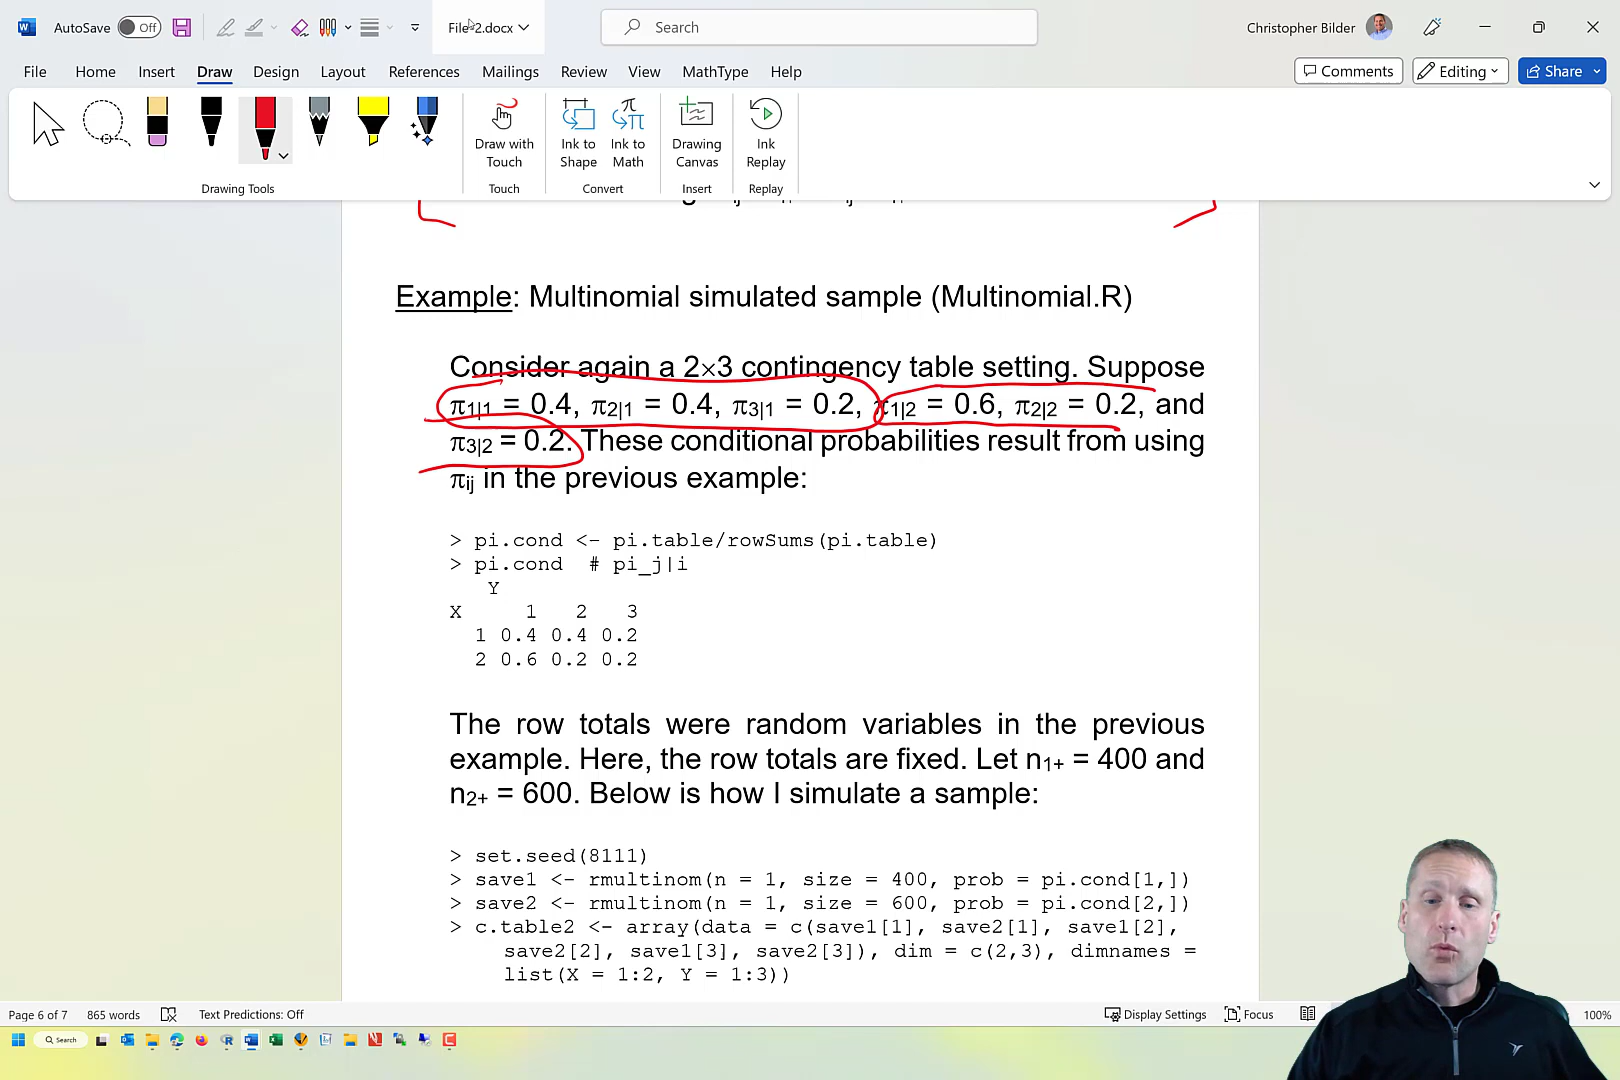 AutoSave Off File-2.docx Search Christopher Bilder
File Home Insert Draw Design Layout References Mailings Review View MathType Help Comments Editing Share
Draw with Touch Ink to Shape Ink to Math Drawing Canvas Ink Replay
Drawing Tools Touch Convert Insert Replay
Example: Multinomial simulated sample (Multinomial.R)
Consider again a 2×3 contingency table setting. Suppose
π1|1 = 0.4, π2|1 = 0.4, π3|1 = 0.2, π1|2 = 0.6, π2|2 = 0.2, and
π3|2 = 0.2. These conditional probabilities result from using
πij in the previous example:
> pi.cond <- pi.table/rowSums(pi.table)
> pi.cond # pi_j|i
Y
X 1 2 3
1 0.4 0.4 0.2
2 0.6 0.2 0.2
The row totals were random variables in the previous
example. Here, the row totals are fixed. Let n1+ = 400 and
n2+ = 600. Below is how I simulate a sample:
> set.seed(8111)
> save1 <- rmultinom(n = 1, size = 400, prob = pi.cond[1,])
> save2 <- rmultinom(n = 1, size = 600, prob = pi.cond[2,])
> c.table2 <- array(data = c(save1[1], save2[1], save1[2],
save2[2], save1[3], save2[3]), dim = c(2,3), dimnames =
list(X = 1:2, Y = 1:3))
Page 6 of 7 865 words Text Predictions: Off Display Settings Focus 100%
Search